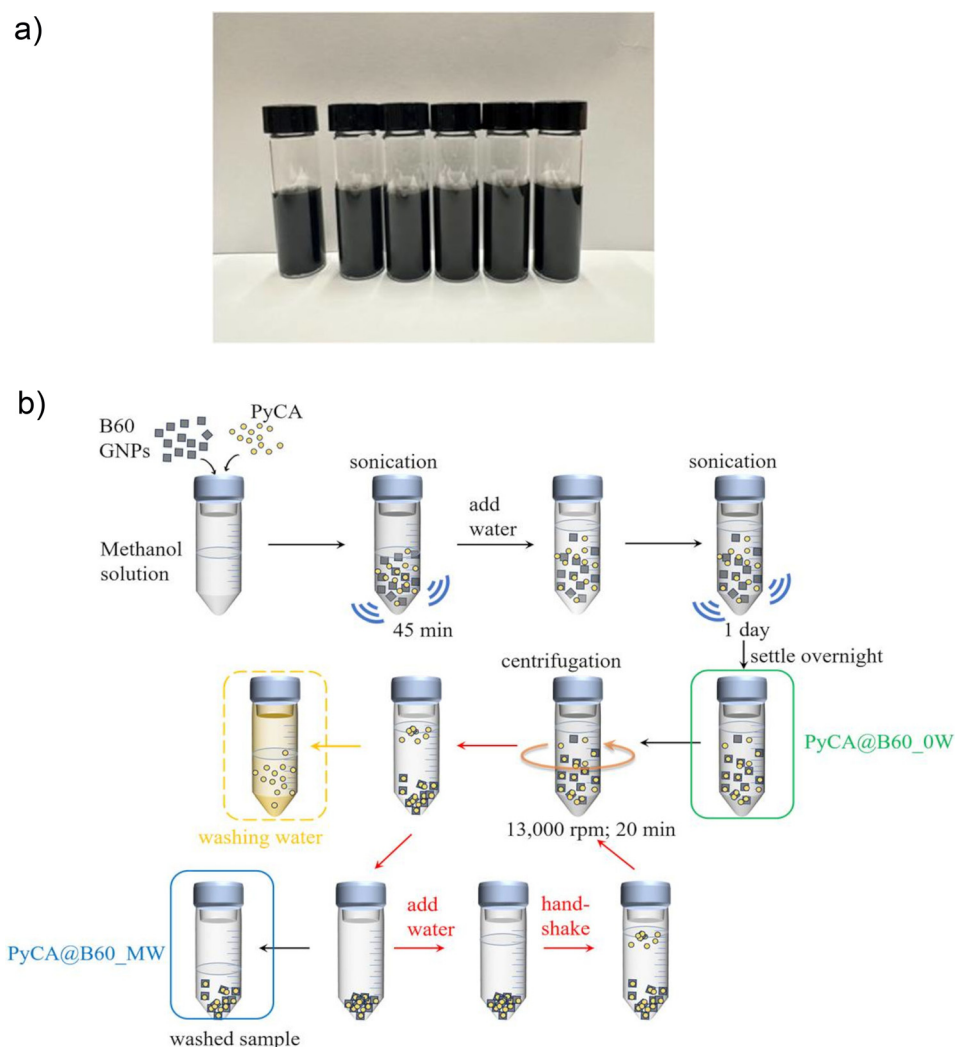 a)
b)
B60
GNPs
PyCA
Methanol
solution
sonication
45 min
add
water
sonication
1 day
settle overnight
PyCA@B60_0W
centrifugation
13,000 rpm; 20 min
washing water
PyCA@B60_MW
washed sample
add
water
hand-
shake